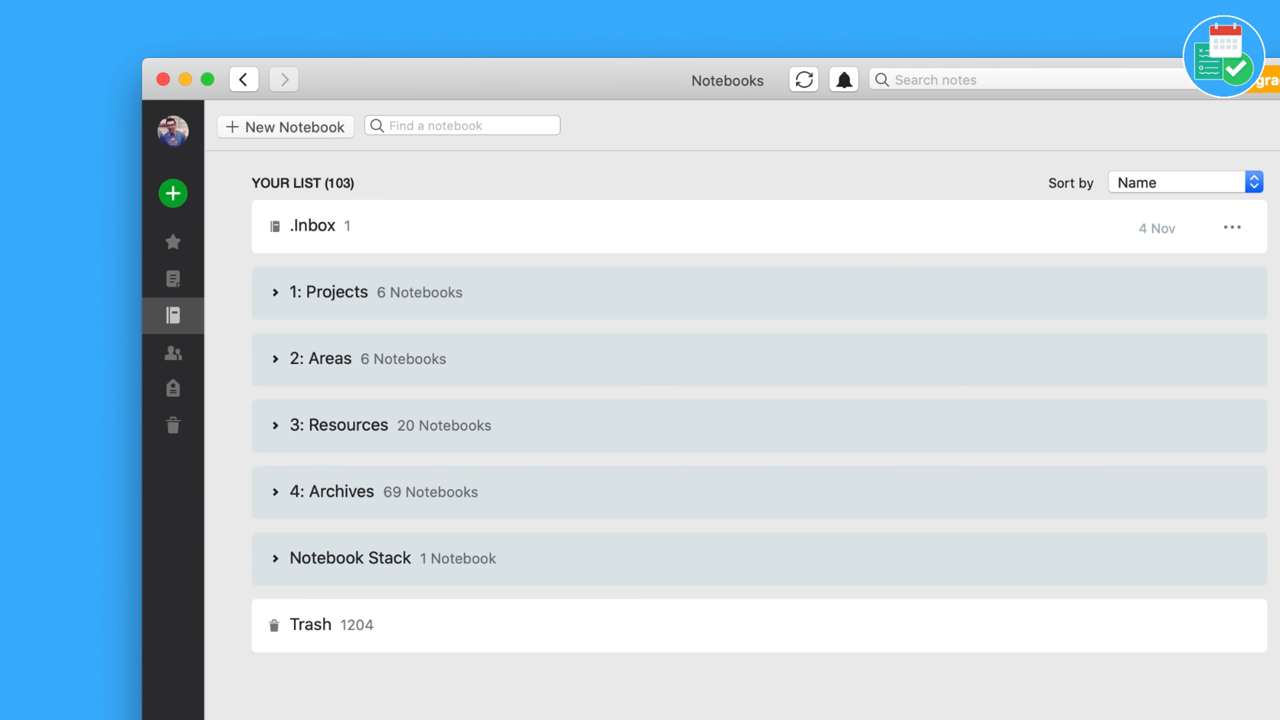 Notebooks
Search notes
gra
+ New Notebook
Find a notebook
YOUR LIST (103)
Sort by
Name
.Inbox 1
4 Nov
1: Projects 6 Notebooks
2: Areas 6 Notebooks
3: Resources 20 Notebooks
4: Archives 69 Notebooks
Notebook Stack 1 Notebook
Trash 1204